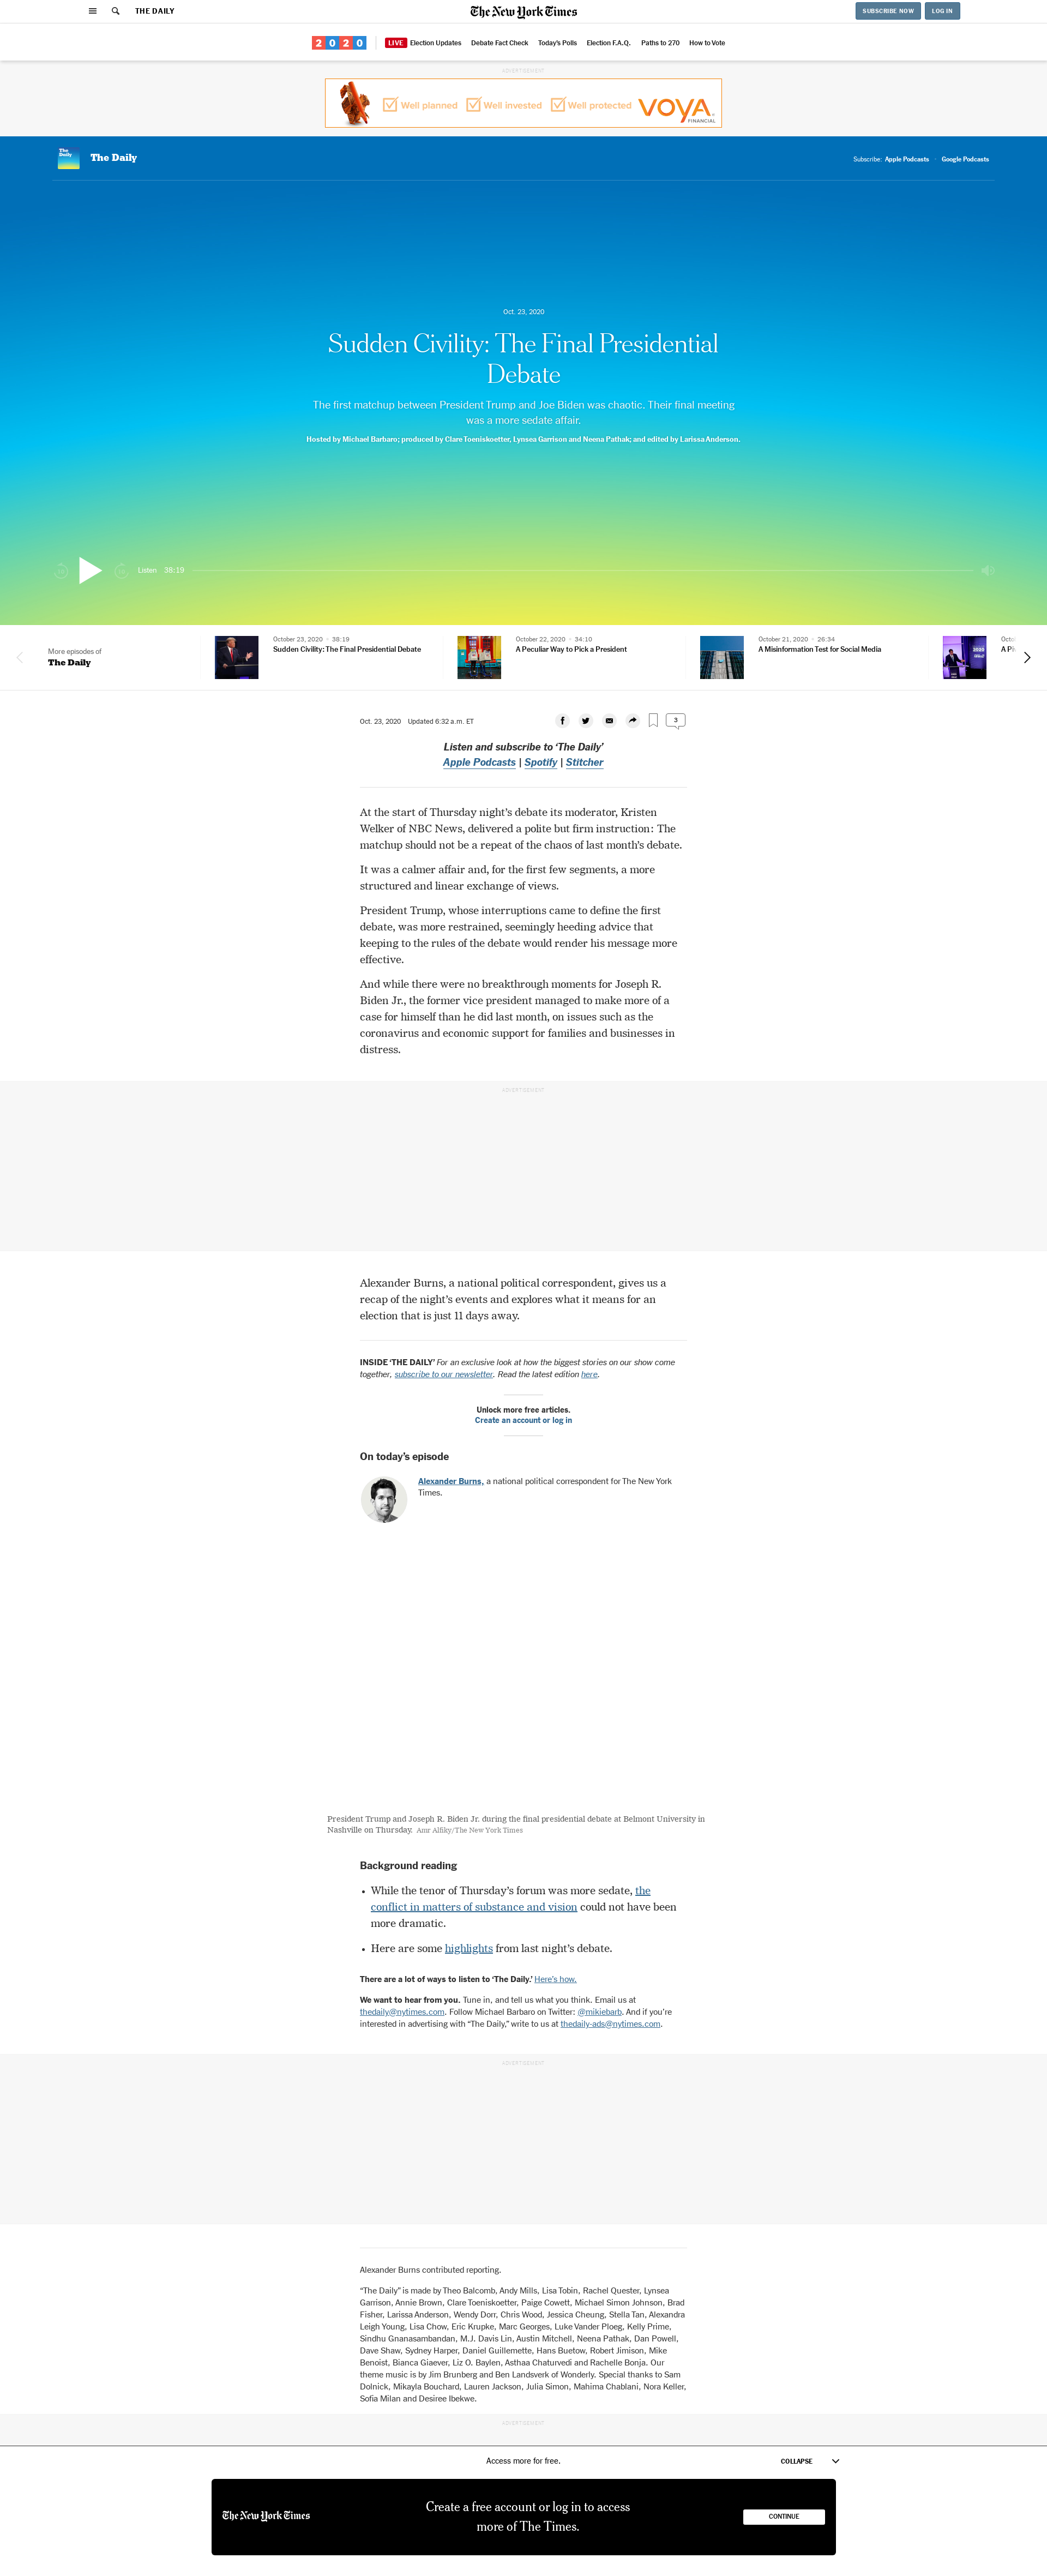 THE DAILY
The New York Times
SUBSCRIBE NOW
LOG IN
2020
LIVE Election Updates Debate Fact Check Today's Polls Election F.A.Q. Paths to 270 How to Vote
ADVERTISEMENT
Well planned Well invested Well protected VOYA
FINANCIAL
The Daily
The Daily
Subscribe: Apple Podcasts Google Podcasts
Oct. 23, 2020
Sudden Civility: The Final Presidential
Debate
The first matchup between President Trump and Joe Biden was chaotic. Their final meeting
was a more sedate affair.
Hosted by Michael Barbaro; produced by Clare Toeniskoetter, Lynsea Garrison and Neena Pathak; and edited by Larissa Anderson.
Listen 38:19
More episodes of
The Daily
October 23, 2020 • 38:19
Sudden Civility: The Final Presidential Debate
October 22, 2020 • 34:10
A Peculiar Way to Pick a President
October 21, 2020 • 26:34
A Misinformation Test for Social Media
2020
Oct. 23, 2020 Updated 6:32 a.m. ET
3
Listen and subscribe to ‘The Daily’
Apple Podcasts | Spotify | Stitcher
At the start of Thursday night’s debate its moderator, Kristen
Welker of NBC News, delivered a polite but firm instruction: The
matchup should not be a repeat of the chaos of last month’s debate.
It was a calmer affair and, for the first few segments, a more
structured and linear exchange of views.
President Trump, whose interruptions came to define the first
debate, was more restrained, seemingly heeding advice that
keeping to the rules of the debate would render his message more
effective.
And while there were no breakthrough moments for Joseph R.
Biden Jr., the former vice president managed to make more of a
case for himself than he did last month, on issues such as the
coronavirus and economic support for families and businesses in
distress.
ADVERTISEMENT
Alexander Burns, a national political correspondent, gives us a
recap of the night’s events and explores what it means for an
election that is just 11 days away.
INSIDE ‘THE DAILY’ For an exclusive look at how the biggest stories on our show come
together, subscribe to our newsletter. Read the latest edition here.
Unlock more free articles.
Create an account or log in
On today’s episode
Alexander Burns, a national political correspondent for The New York
Times.
President Trump and Joseph R. Biden Jr. during the final presidential debate at Belmont University in
Nashville on Thursday. Amr Alfiky/The New York Times
Background reading
• While the tenor of Thursday’s forum was more sedate, the
conflict in matters of substance and vision could not have been
more dramatic.
• Here are some highlights from last night’s debate.
There are a lot of ways to listen to ‘The Daily.’ Here’s how.
We want to hear from you. Tune in, and tell us what you think. Email us at
thedaily@nytimes.com. Follow Michael Barbaro on Twitter: @mikiebarb. And if you’re
interested in advertising with “The Daily,” write to us at thedaily-ads@nytimes.com.
ADVERTISEMENT
Alexander Burns contributed reporting.
“The Daily” is made by Theo Balcomb, Andy Mills, Lisa Tobin, Rachel Quester, Lynsea
Garrison, Annie Brown, Clare Toeniskoetter, Paige Cowett, Michael Simon Johnson, Brad
Fisher, Larissa Anderson, Wendy Dorr, Chris Wood, Jessica Cheung, Stella Tan, Alexandra
Leigh Young, Lisa Chow, Eric Krupke, Marc Georges, Luke Vander Ploeg, Kelly Prime,
Sindhu Gnanasambandan, M.J. Davis Lin, Austin Mitchell, Neena Pathak, Dan Powell,
Dave Shaw, Sydney Harper, Daniel Guillemette, Hans Buetow, Robert Jimison, Mike
Benoist, Bianca Giaever, Liz O. Baylen, Asthaa Chaturvedi and Rachelle Bonja. Our
theme music is by Jim Brunberg and Ben Landsverk of Wonderly. Special thanks to Sam
Dolnick, Mikayla Bouchard, Lauren Jackson, Julia Simon, Mahima Chablani, Nora Keller,
Sofia Milan and Desiree Ibekwe.
ADVERTISEMENT
Access more for free.
COLLAPSE
The New York Times
Create a free account or log in to access
more of The Times.
CONTINUE